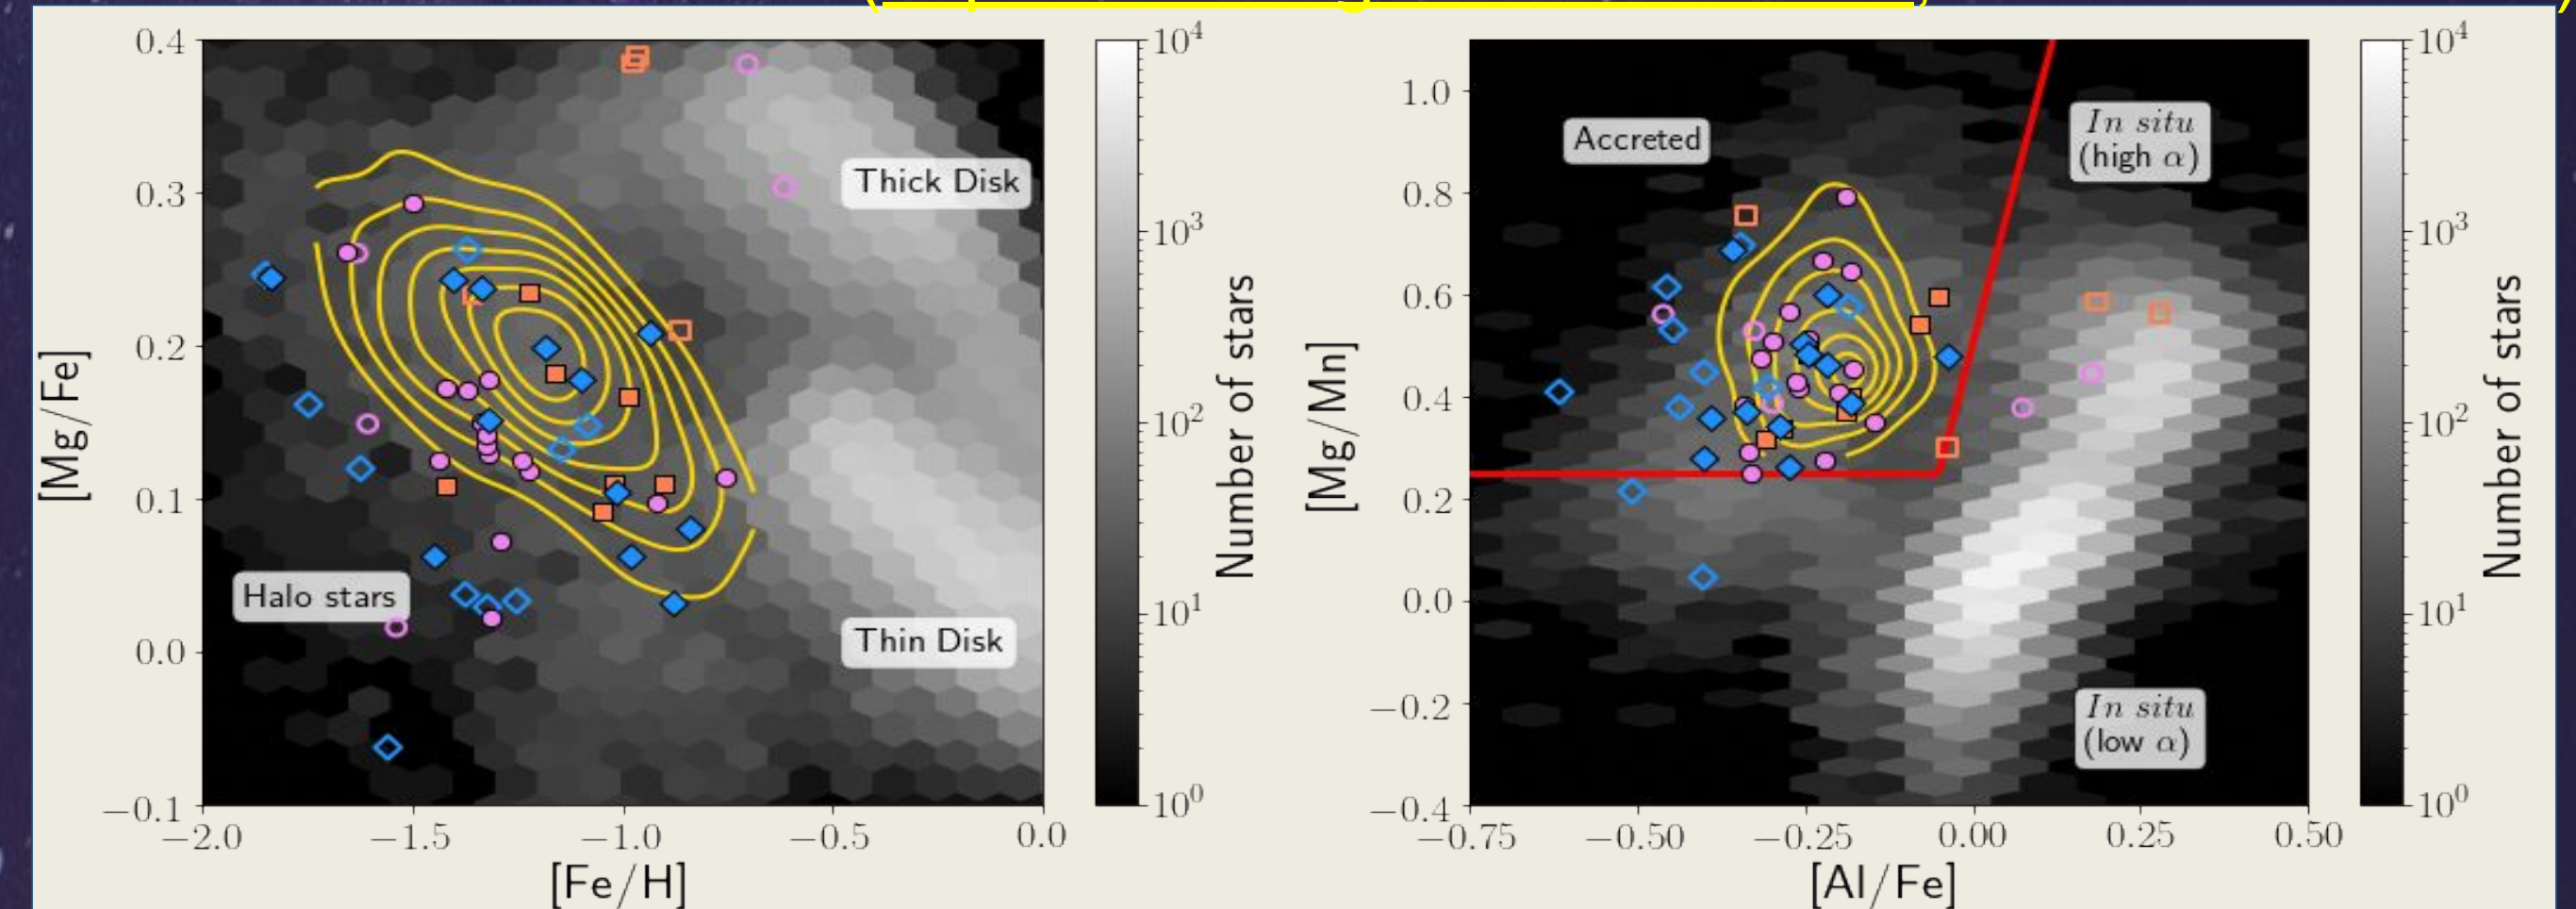 0.4
0.3
0.2
0.1
0.0
−0.1
[Mg/Fe]
Thick Disk
Halo stars
Thin Disk
−2.0 −1.5 −1.0 −0.5 0.0
[Fe/H]
10^4
10^3
10^2
10^1
10^0
Number of stars
1.0
0.8
0.6
0.4
0.2
0.0
−0.2
−0.4
[Mg/Mn]
Accreted
In situ
(high α)
In situ
(low α)
−0.75 −0.50 −0.25 0.00 0.25 0.50
[Al/Fe]
10^4
10^3
10^2
10^1
10^0
Number of stars